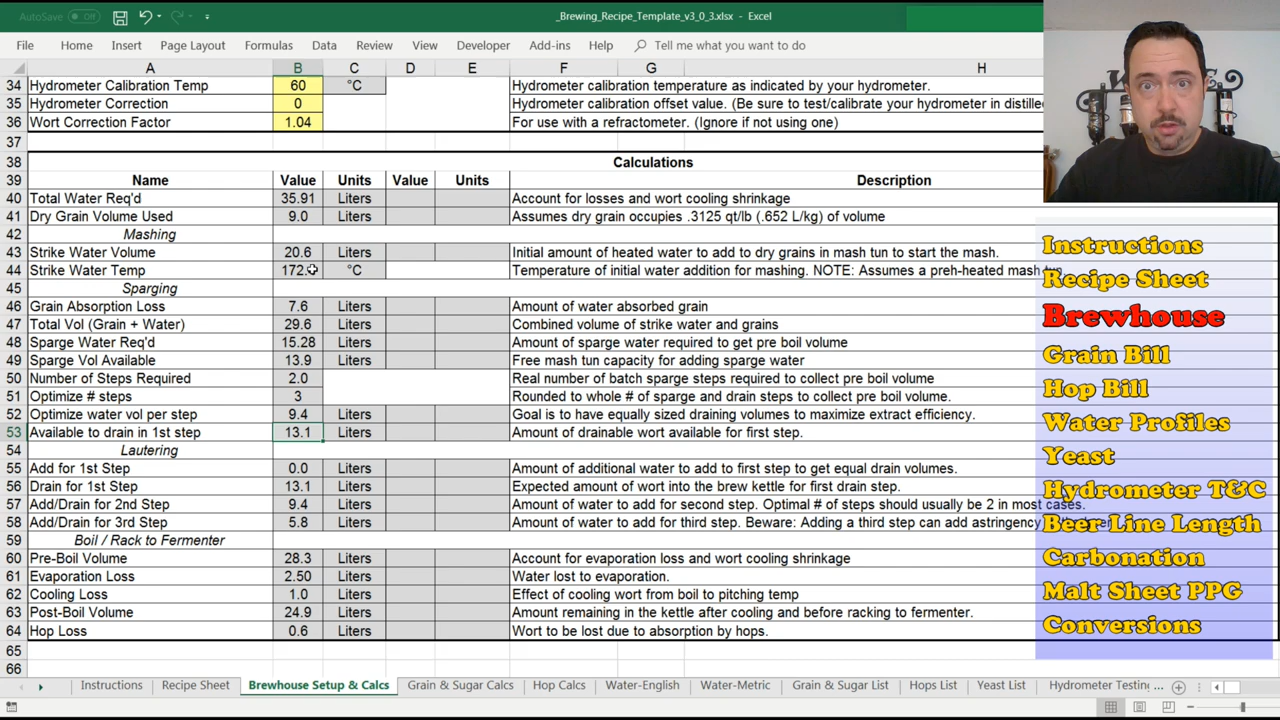 AutoSave Off
_Brewing_Recipe_Template_v3_0_3.xlsx - Excel
File Home Insert Page Layout Formulas Data Review View Developer Add-ins Help Tell me what you want to do
A B C D E F G H
34 Hydrometer Calibration Temp 60 °C Hydrometer calibration temperature as indicated by your hydrometer.
35 Hydrometer Correction 0 Hydrometer calibration offset value. (Be sure to test/calibrate your hydrometer in distilled
36 Wort Correction Factor 1.04 For use with a refractometer. (Ignore if not using one)
37
38 Calculations
39 Name Value Units Value Units Description
40 Total Water Req'd 35.91 Liters Account for losses and wort cooling shrinkage
41 Dry Grain Volume Used 9.0 Liters Assumes dry grain occupies .3125 qt/lb (.652 L/kg) of volume
42 Mashing
43 Strike Water Volume 20.6 Liters Initial amount of heated water to add to dry grains in mash tun to start the mash.
44 Strike Water Temp 172. °C Temperature of initial water addition for mashing. NOTE: Assumes a preh-heated mash tun
45 Sparging
46 Grain Absorption Loss 7.6 Liters Amount of water absorbed grain
47 Total Vol (Grain + Water) 29.6 Liters Combined volume of strike water and grains
48 Sparge Water Req'd 15.28 Liters Amount of sparge water required to get pre boil volume
49 Sparge Vol Available 13.9 Liters Free mash tun capacity for adding sparge water
50 Number of Steps Required 2.0 Real number of batch sparge steps required to collect pre boil volume
51 Optimize # steps 3 Rounded to whole # of sparge and drain steps to collect pre boil volume.
52 Optimize water vol per step 9.4 Liters Goal is to have equally sized draining volumes to maximize extract efficiency.
53 Available to drain in 1st step 13.1 Liters Amount of drainable wort available for first step.
54 Lautering
55 Add for 1st Step 0.0 Liters Amount of additional water to add to first step to get equal drain volumes.
56 Drain for 1st Step 13.1 Liters Expected amount of wort into the brew kettle for first drain step.
57 Add/Drain for 2nd Step 9.4 Liters Amount of water to add for second step. Optimal # of steps should usually be 2 in most cases.
58 Add/Drain for 3rd Step 5.8 Liters Amount of water to add for third step. Beware: Adding a third step can add astringency
59 Boil / Rack to Fermenter
60 Pre-Boil Volume 28.3 Liters Account for evaporation loss and wort cooling shrinkage
61 Evaporation Loss 2.50 Liters Water lost to evaporation.
62 Cooling Loss 1.0 Liters Effect of cooling wort from boil to pitching temp
63 Post-Boil Volume 24.9 Liters Amount remaining in the kettle after cooling and before racking to fermenter.
64 Hop Loss 0.6 Liters Wort to be lost due to absorption by hops.
65
66
Instructions
Recipe Sheet
Brewhouse
Grain Bill
Hop Bill
Water Profiles
Yeast
Hydrometer T&C
Beer Line Length
Carbonation
Malt Sheet PPG
Conversions
Instructions Recipe Sheet Brewhouse Setup & Calcs Grain & Sugar Calcs Hop Calcs Water-English Water-Metric Grain & Sugar List Hops List Yeast List Hydrometer Testing ...